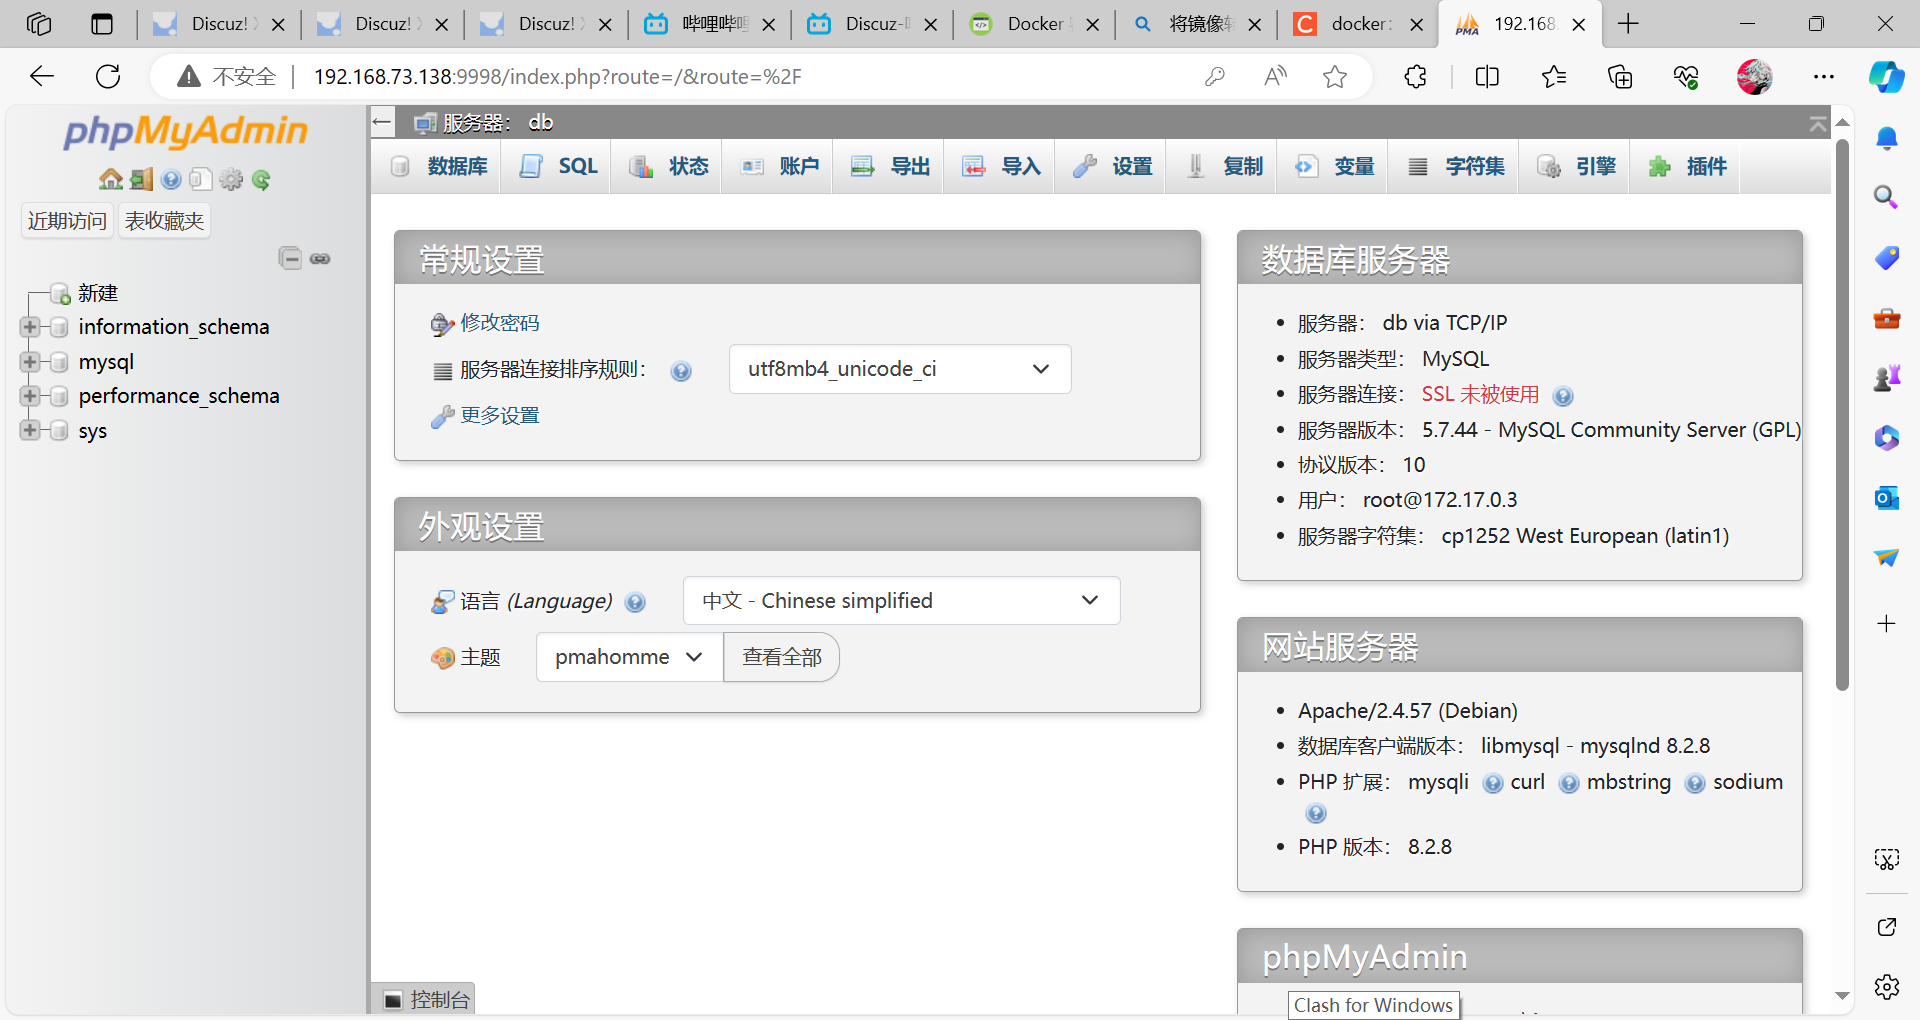 Discuz! X
Discuz! X
Discuz! X
哔哩哔哩
Discuz-
Docker
将镜像转
docker:
192.168.
不安全
192.168.73.138:9998/index.php?route=/&route=%2F
phpMyAdmin
近期访问 表收藏夹
新建
information_schema
mysql
performance_schema
sys
服务器： db
数据库 SQL 状态 账户 导出 导入 设置 复制 变量 字符集 引擎 插件
常规设置
修改密码
服务器连接排序规则： utf8mb4_unicode_ci
更多设置
外观设置
语言 (Language) 中文 - Chinese simplified
主题 pmahomme 查看全部
数据库服务器
服务器： db via TCP/IP
服务器类型： MySQL
服务器连接： SSL 未被使用
服务器版本： 5.7.44 - MySQL Community Server (GPL)
协议版本： 10
用户： root@172.17.0.3
服务器字符集： cp1252 West European (latin1)
网站服务器
Apache/2.4.57 (Debian)
数据库客户端版本： libmysql - mysqlnd 8.2.8
PHP 扩展： mysqli curl mbstring sodium
PHP 版本： 8.2.8
phpMyAdmin
控制台
Clash for Windows